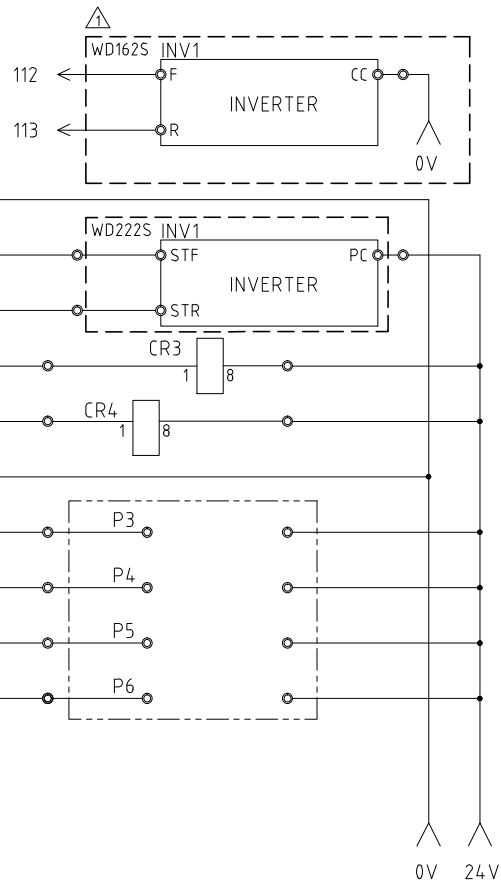 1
WD162S INV1
112 F CC
INVERTER
113 R
0V
WD222S INV1
STF PC
INVERTER
STR
CR3
1 8
CR4
1 8
P3
P4
P5
P6
0V 24V